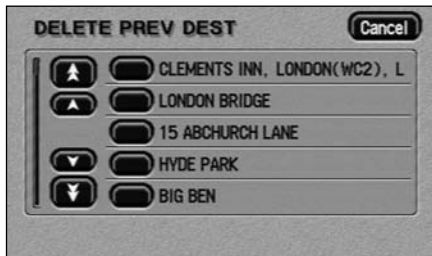 DELETE PREV DEST
Cancel
CLEMENTS INN, LONDON(WC2), L
LONDON BRIDGE
15 ABCHURCH LANE
HYDE PARK
BIG BEN